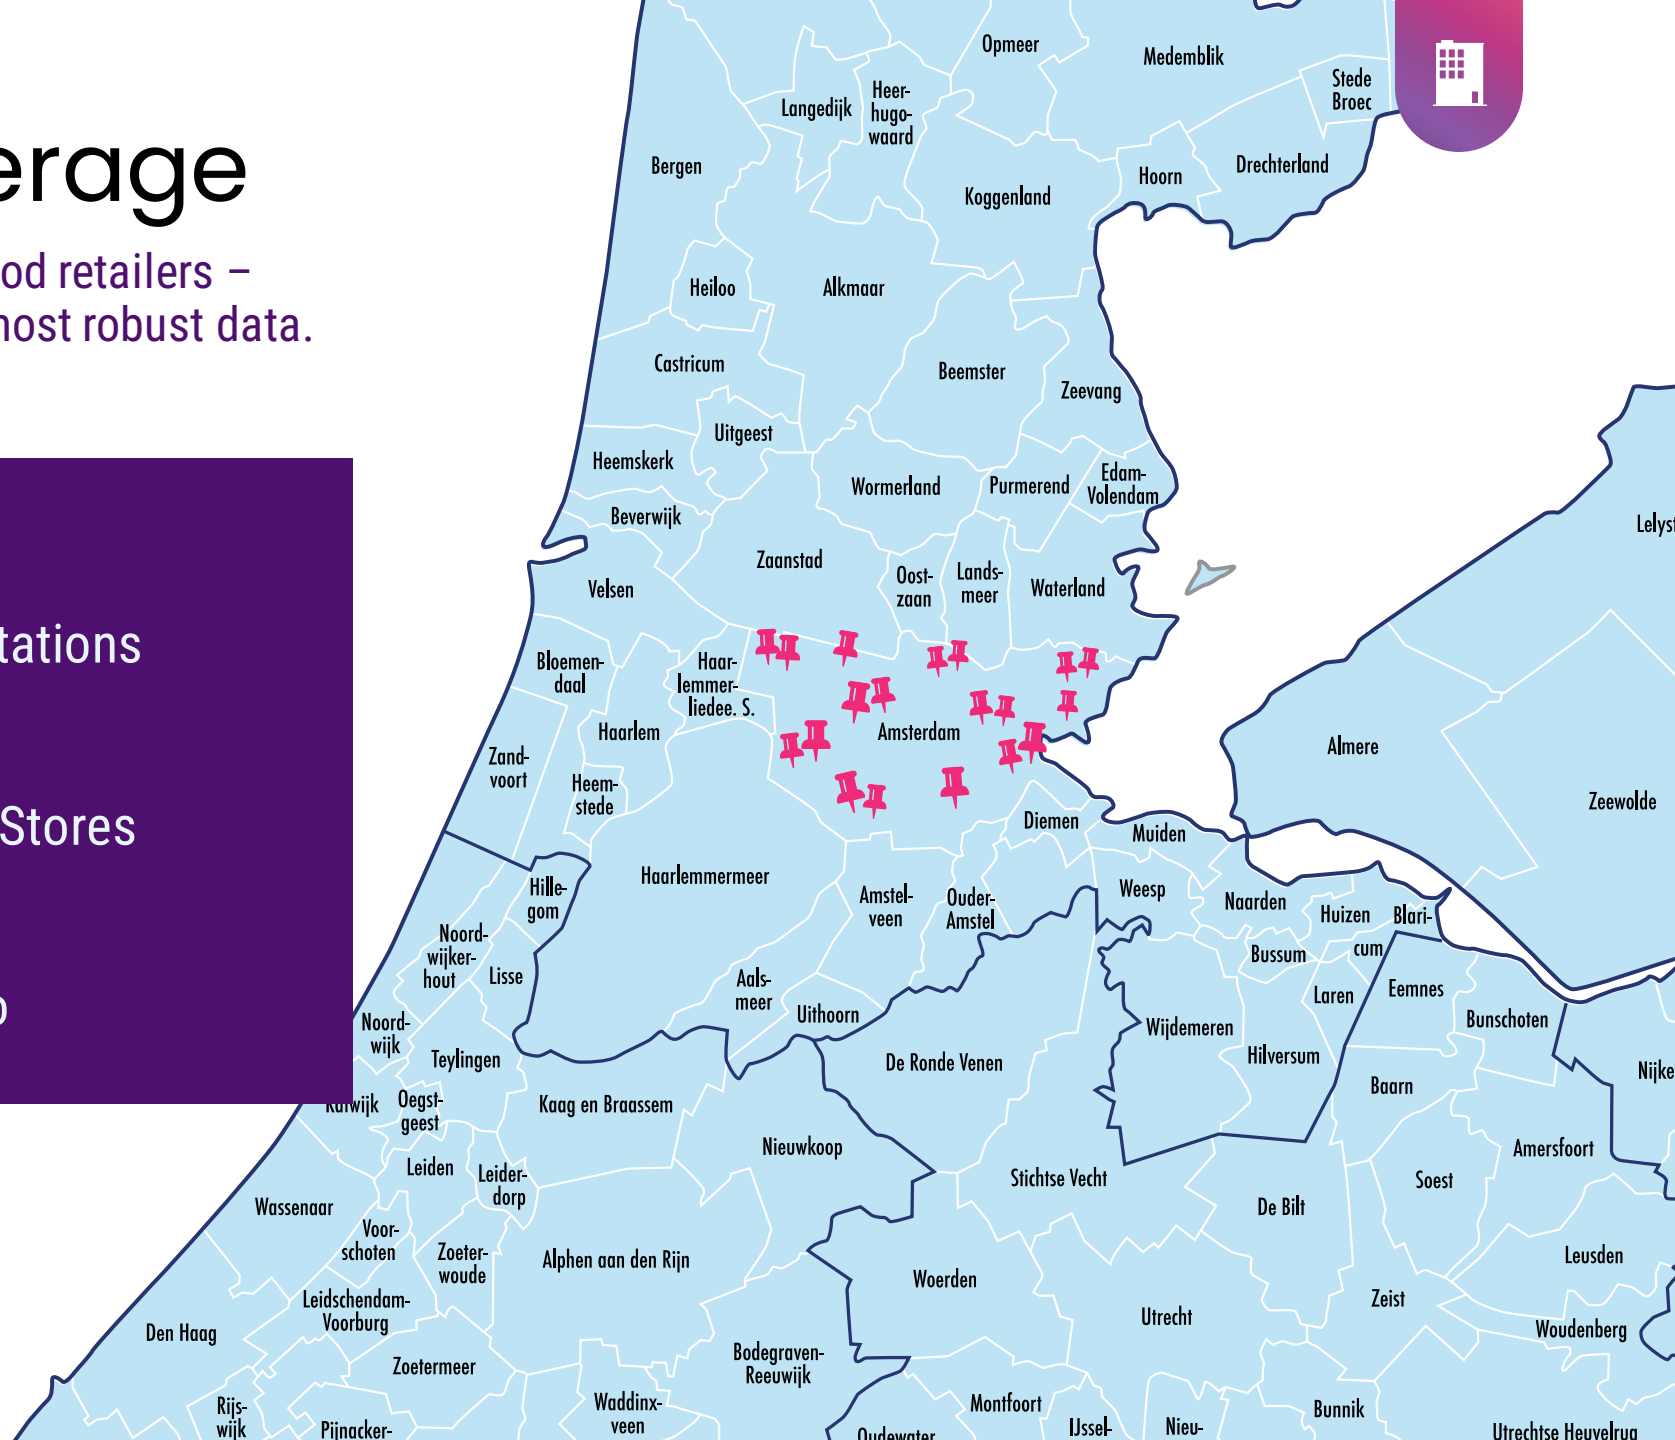 erage
od retailers –
nost robust data.
tations
Stores
Opmeer
Medemblik
Stede
Broec
Langedijk
Heer-
hugo-
waard
Bergen
Koggenland
Hoorn
Drechterland
Heiloo
Alkmaar
Castricum
Beemster
Zeevang
Uitgeest
Heemskerk
Wormerland
Purmerend
Edam-
Volendam
Beverwijk
Lelyst
Zaanstad
Oost-
zaan
Lands-
meer
Waterland
Velsen
Bloemen-
daal
Haar-
lemmer-
liedee. S.
Haarlem
Amsterdam
Almere
Zand-
voort
Heem-
stede
Zeewolde
Diemen
Muiden
Haarlemmermeer
Hille-
gom
Amstel-
veen
Ouder-
Amstel
Weesp
Naarden
Huizen
Blari-
cum
Noord-
wijker-
hout
Lisse
Bussum
Aals-
meer
Uithoorn
Laren
Eemnes
Noord-
wijk
Wijdemeren
Bunschoten
Teylingen
De Ronde Venen
Hilversum
Nijke
Baarn
Katwijk
Oegst-
geest
Kaag en Braassem
Nieuwkoop
Amersfoort
Leiden
Leider-
dorp
Stichtse Vecht
Soest
Wassenaar
De Bilt
Voor-
schoten
Zoeter-
woude
Alphen aan den Rijn
Leusden
Woerden
Leidschendam-
Voorburg
Zeist
Utrecht
Den Haag
Woudenberg
Zoetermeer
Bodegraven-
Reeuwijk
Rijs-
wijk
Pijnacker-
Waddinx-
veen
Montfoort
Oudewater
IJssel-
Nieu-
Bunnik
Utrechtse Heuvelrug